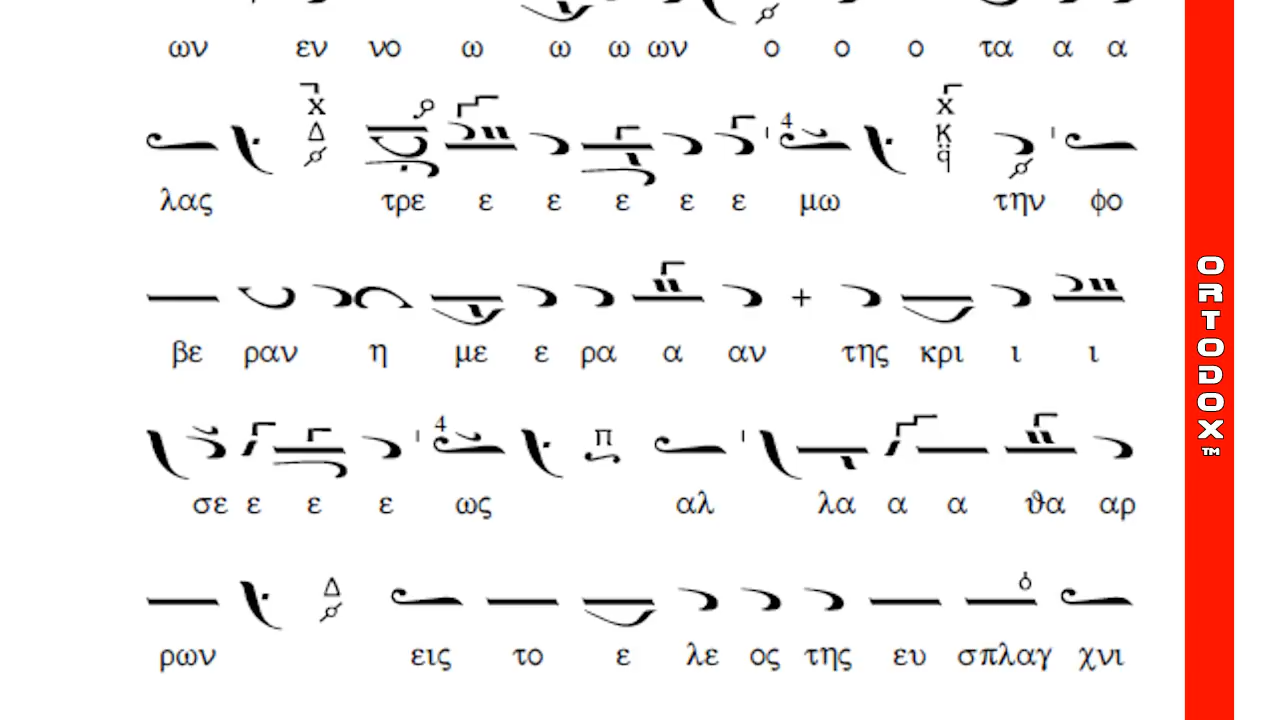 ων εν νο ω ω ω ων ο ο ο τα α α
λας τρε ε ε ε ε ε μω την φο
βε ραν η με ε ρα α αν + της κρι ι ι
σε ε ε ε ως αλ λα α α θα αρ
ρων εις το ε λε ος της ευ σπλαγ χνι
ORTODOX™